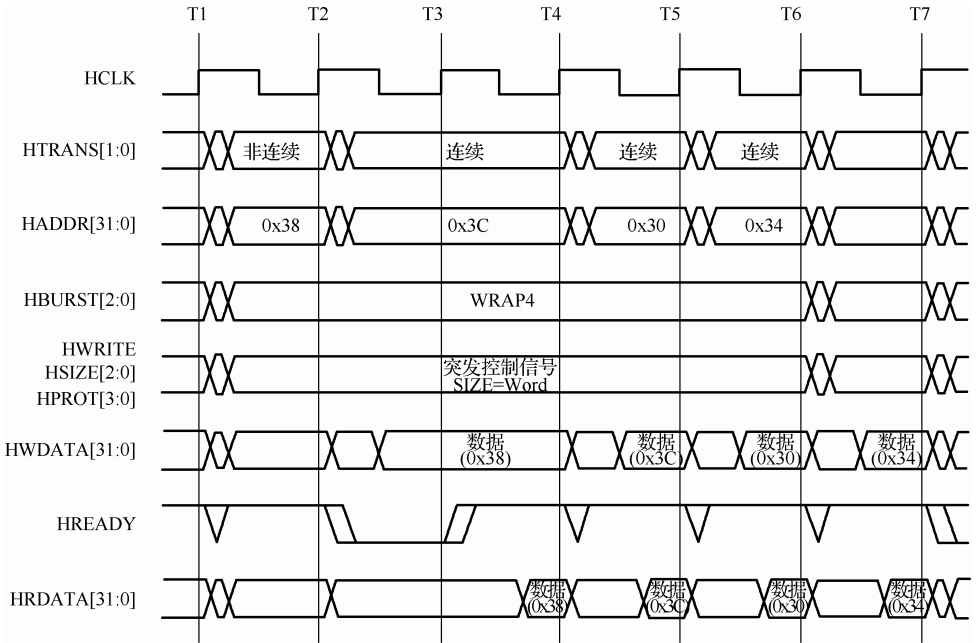 T1 T2 T3 T4 T5 T6 T7
HCLK
HTRANS[1:0] 非连续 连续 连续 连续
HADDR[31:0] 0x38 0x3C 0x30 0x34
HBURST[2:0] WRAP4
HWRITE
HSIZE[2:0]
HPROT[3:0]
突发控制信号
SIZE=Word
HWDATA[31:0]
数据 数据 数据 数据
(0x38) (0x3C) (0x30) (0x34)
HREADY
HRDATA[31:0]
数据 数据 数据 数据
(0x38) (0x3C) (0x30) (0x34)